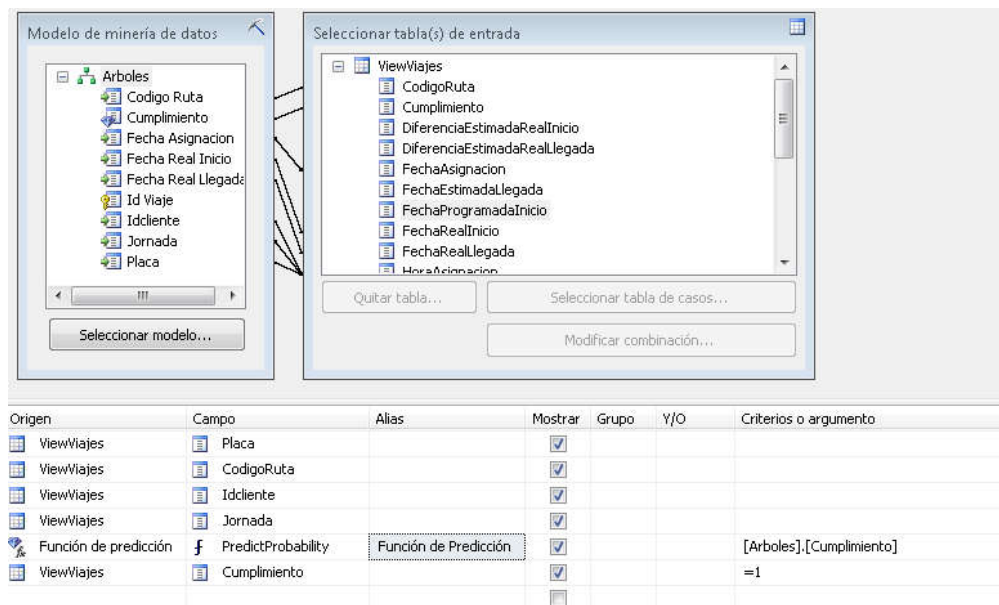 Modelo de minería de datos
Arboles
Codigo Ruta
Cumplimiento
Fecha Asignacion
Fecha Real Inicio
Fecha Real Llegada
Id Viaje
Idcliente
Jornada
Placa
Seleccionar modelo...
Seleccionar tabla(s) de entrada
ViewViajes
CodigoRuta
Cumplimiento
DiferenciaEstimadaRealInicio
DiferenciaEstimadaRealLlegada
FechaAsignacion
FechaEstimadaLlegada
FechaProgramadaInicio
FechaRealInicio
FechaRealLlegada
HoraAsignacion
Quitar tabla... Seleccionar tabla de casos...
Modificar combinación...
Origen Campo Alias Mostrar Grupo Y/O Criterios o argumento
ViewViajes Placa
ViewViajes CodigoRuta
ViewViajes Idcliente
ViewViajes Jornada
Función de predicción PredictProbability Función de Predicción [Arboles].[Cumplimiento]
ViewViajes Cumplimiento =1